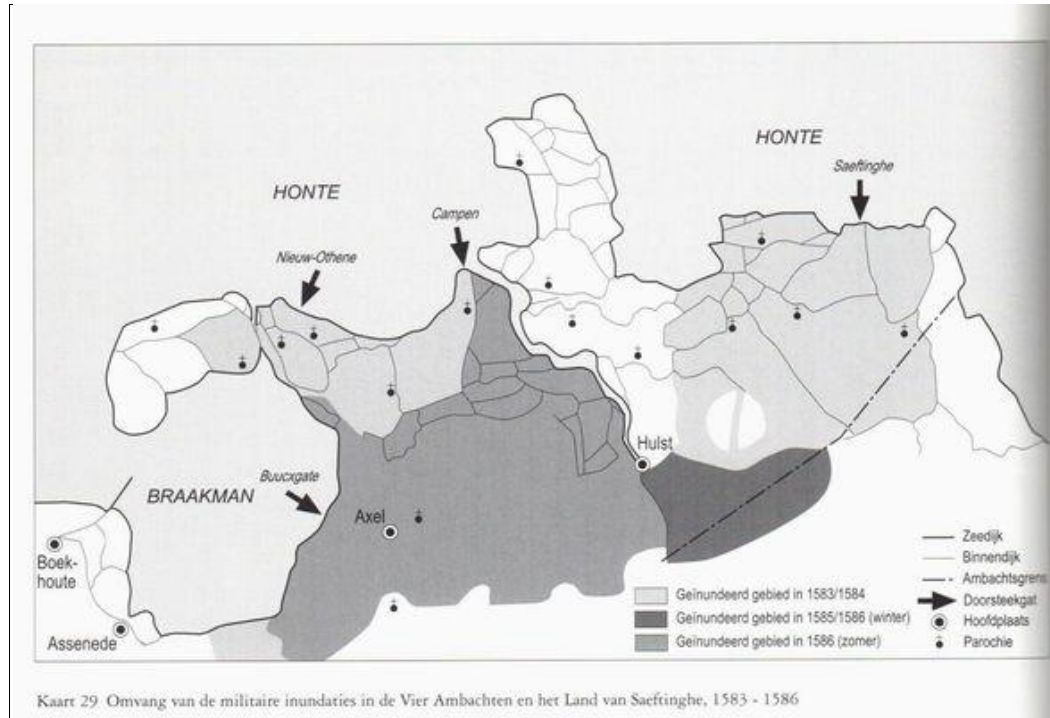 HONTE
HONTE
Saeftinghe
Campen
Nieuw-Othene
Hulst
Buucxgate
BRAAKMAN
Axel
Boek-
houte
Assenede
Zeedijk
Binnendijk
Ambachtsgrens
Doorsteekgat
Hoofdplaats
Parochie
Geïnundeerd gebied in 1583/1584
Geïnundeerd gebied in 1585/1586 (winter)
Geïnundeerd gebied in 1586 (zomer)
Kaart 29 Omvang van de militaire inundaties in de Vier Ambachten en het Land van Saeftinghe, 1583 - 1586